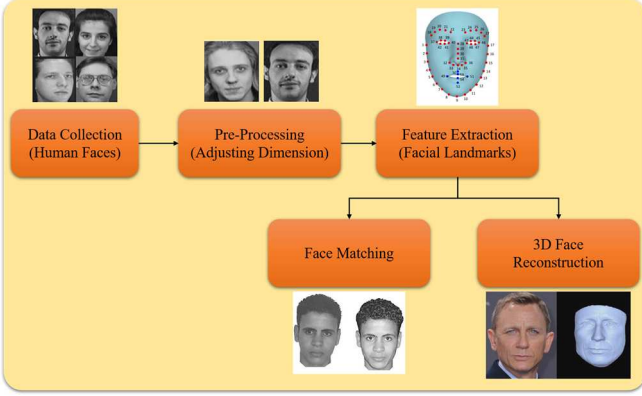 Data Collection
(Human Faces)
Pre-Processing
(Adjusting Dimension)
Feature Extraction
(Facial Landmarks)
Face Matching
3D Face
Reconstruction